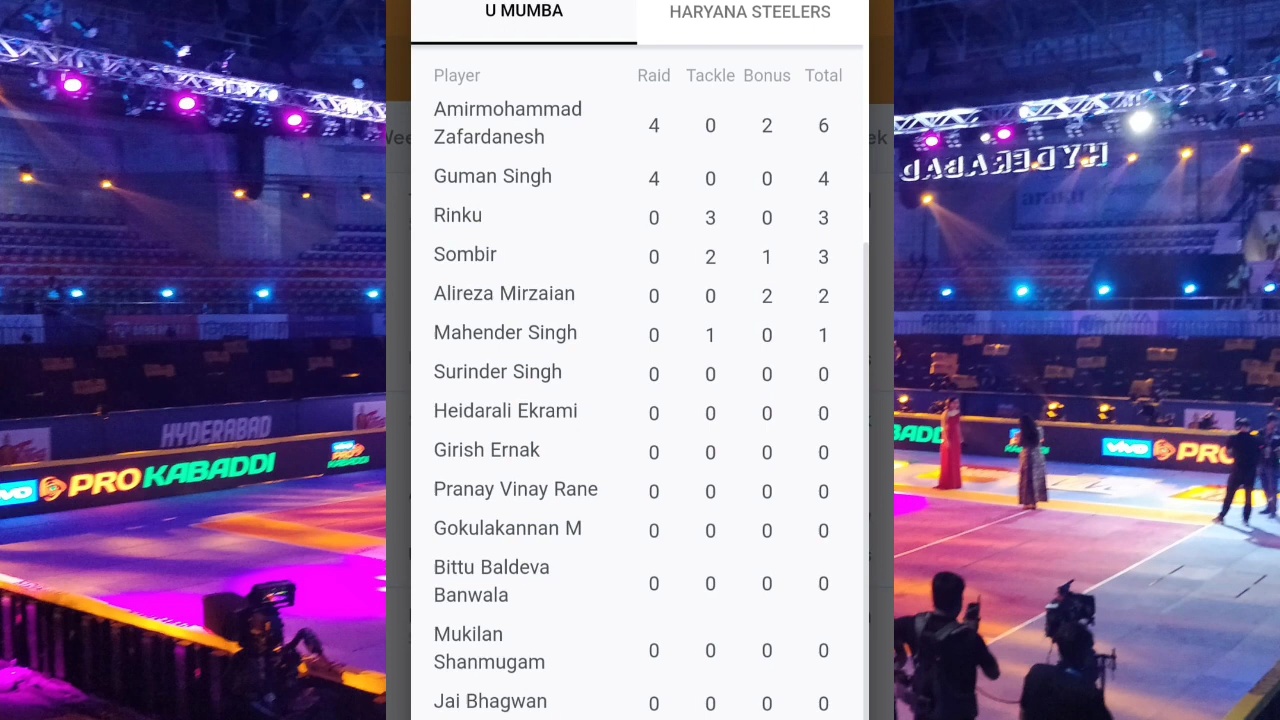 U MUMBA HARYANA STEELERS
Player Raid Tackle Bonus Total
Amirmohammad
Zafardanesh 4 0 2 6
Guman Singh 4 0 0 4
Rinku 0 3 0 3
Sombir 0 2 1 3
Alireza Mirzaian 0 0 2 2
Mahender Singh 0 1 0 1
Surinder Singh 0 0 0 0
Heidarali Ekrami 0 0 0 0
Girish Ernak 0 0 0 0
Pranay Vinay Rane 0 0 0 0
Gokulakannan M 0 0 0 0
Bittu Baldeva
Banwala 0 0 0 0
Mukilan
Shanmugam 0 0 0 0
Jai Bhagwan 0 0 0 0
HYDERABAD
HYDERABAD
PRO KABADDI
vivo PRO
KABADDI
vivo PRO